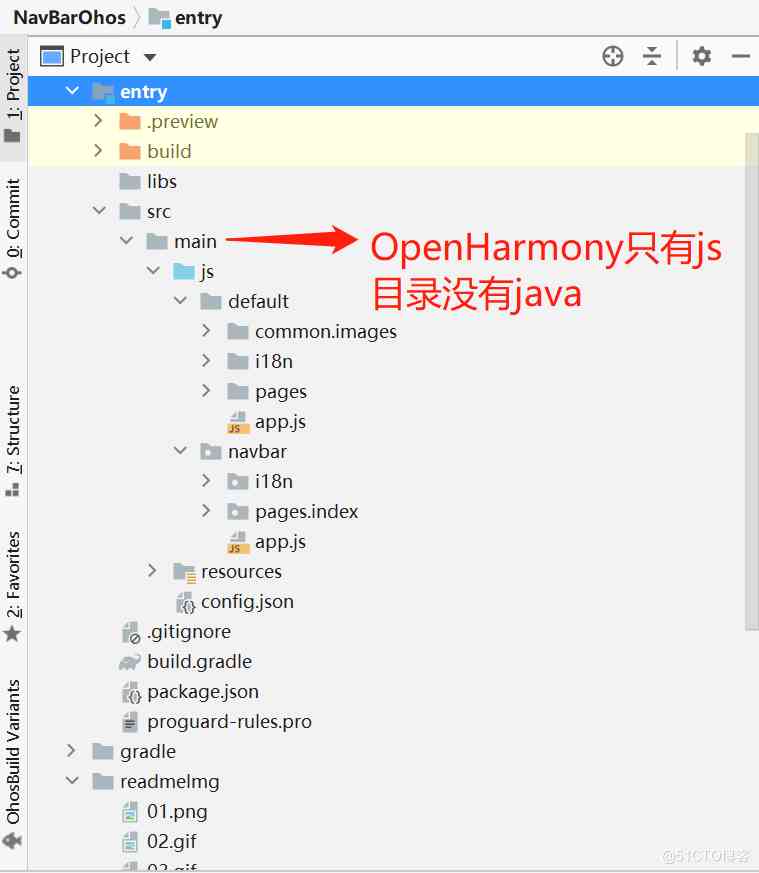 NavBarOhos entry
Project
entry
.preview
build
libs
src
main
OpenHarmony只有js
目录没有java
js
default
common.images
i18n
pages
app.js
navbar
i18n
pages.index
app.js
resources
config.json
.gitignore
build.gradle
package.json
proguard-rules.pro
gradle
readmeImg
01.png
02.gif
03.gif
1: Project
0: Commit
7: Structure
2: Favorites
OhosBuild Variants
@51CTO博客